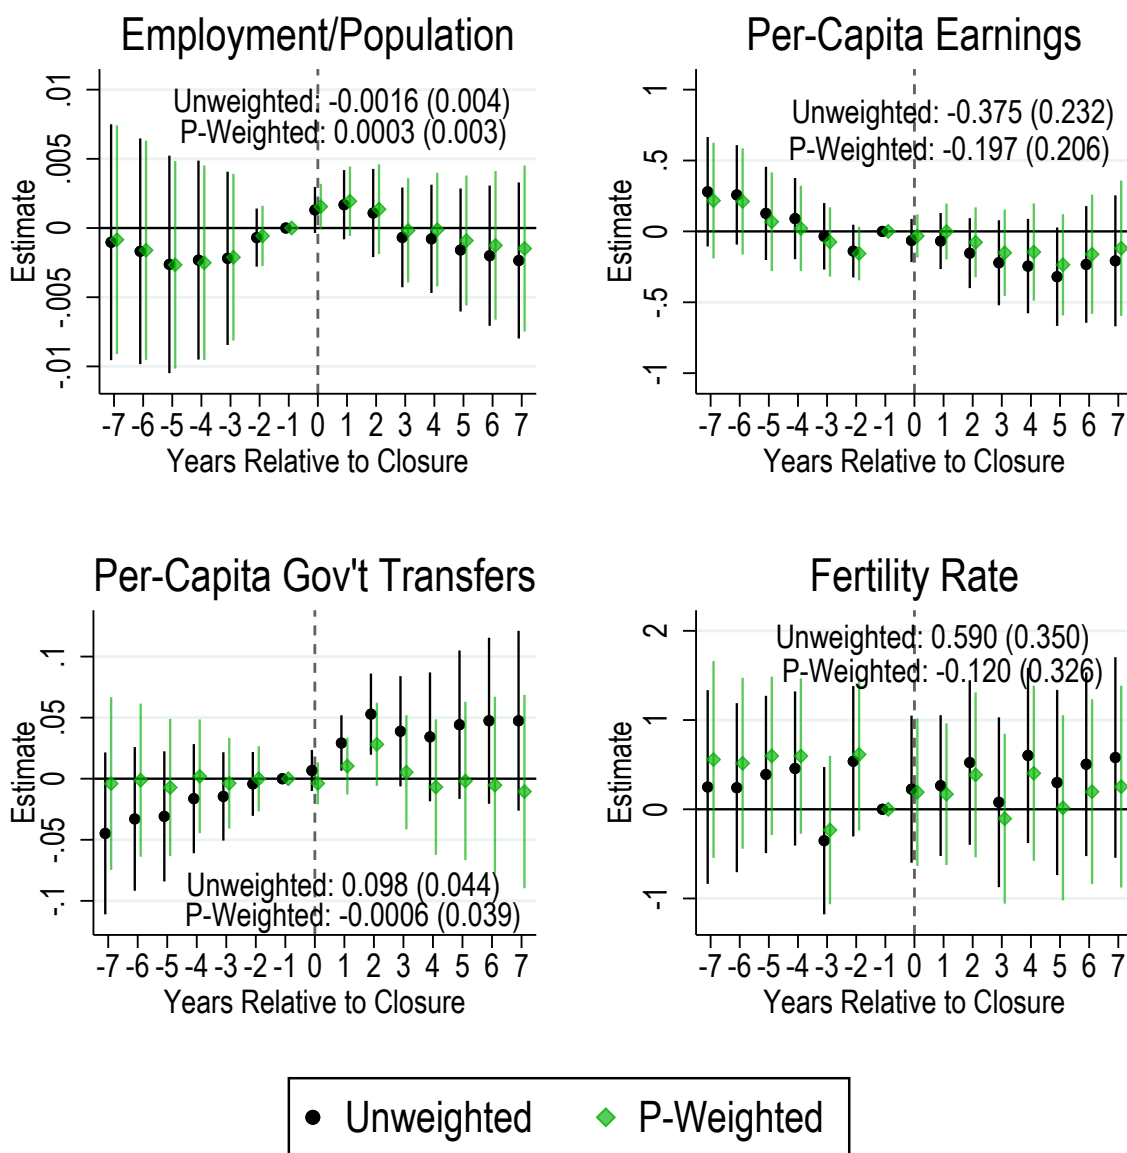 Employment/Population
Unweighted: -0.0016 (0.004)
P-Weighted: 0.0003 (0.003)
Estimate
.01
.005
0
-.005
-.01
-7 -6 -5 -4 -3 -2 -1 0 1 2 3 4 5 6 7
Years Relative to Closure
Per-Capita Earnings
Unweighted: -0.375 (0.232)
P-Weighted: -0.197 (0.206)
Estimate
1
.5
0
-.5
-1
-7 -6 -5 -4 -3 -2 -1 0 1 2 3 4 5 6 7
Years Relative to Closure
Per-Capita Gov't Transfers
Estimate
.1
.05
0
-.05
-.1
Unweighted: 0.098 (0.044)
P-Weighted: -0.0006 (0.039)
-7 -6 -5 -4 -3 -2 -1 0 1 2 3 4 5 6 7
Years Relative to Closure
Fertility Rate
Unweighted: 0.590 (0.350)
P-Weighted: -0.120 (0.326)
Estimate
2
1
0
-1
-7 -6 -5 -4 -3 -2 -1 0 1 2 3 4 5 6 7
Years Relative to Closure
Unweighted P-Weighted